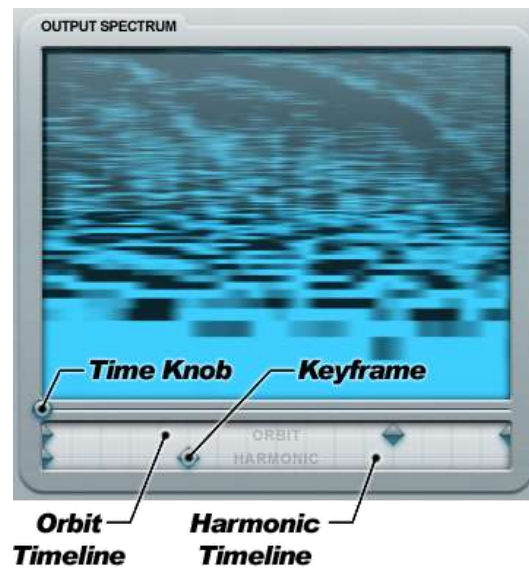 OUTPUT SPECTRUM
Time Knob
Keyframe
ORBIT
HARMONIC
Orbit
Timeline
Harmonic
Timeline